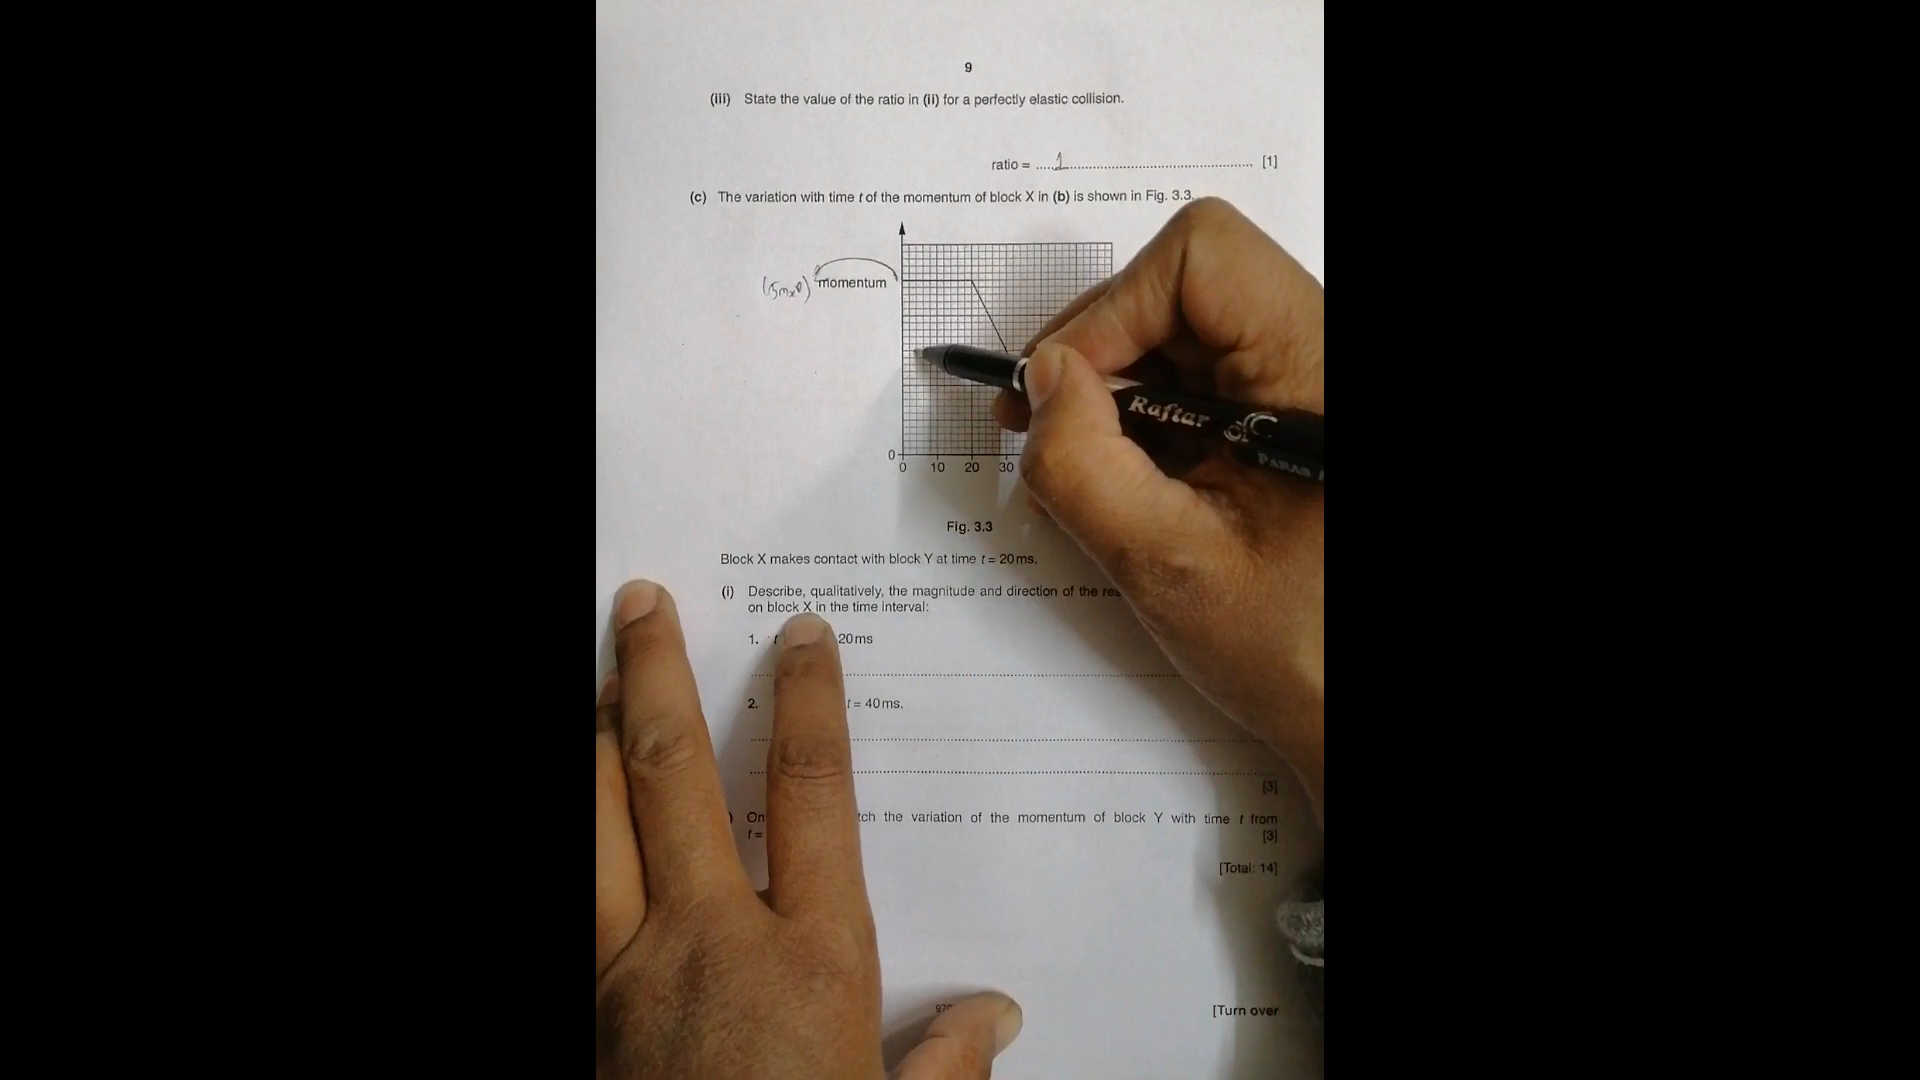 9
(iii) State the value of the ratio in (ii) for a perfectly elastic collision.
ratio = ....1.......................................................... [1]
(c) The variation with time t of the momentum of block X in (b) is shown in Fig. 3.3.
momentum
0
0 10 20 30
Raftar
Fig. 3.3
Block X makes contact with block Y at time t = 20 ms.
(i) Describe, qualitatively, the magnitude and direction of the
on block X in the time interval:
1. t 20 ms
2. t = 40 ms.
[3]
On the variation of the momentum of block Y with time t from
t = [3]
[Total: 14]
[Turn over